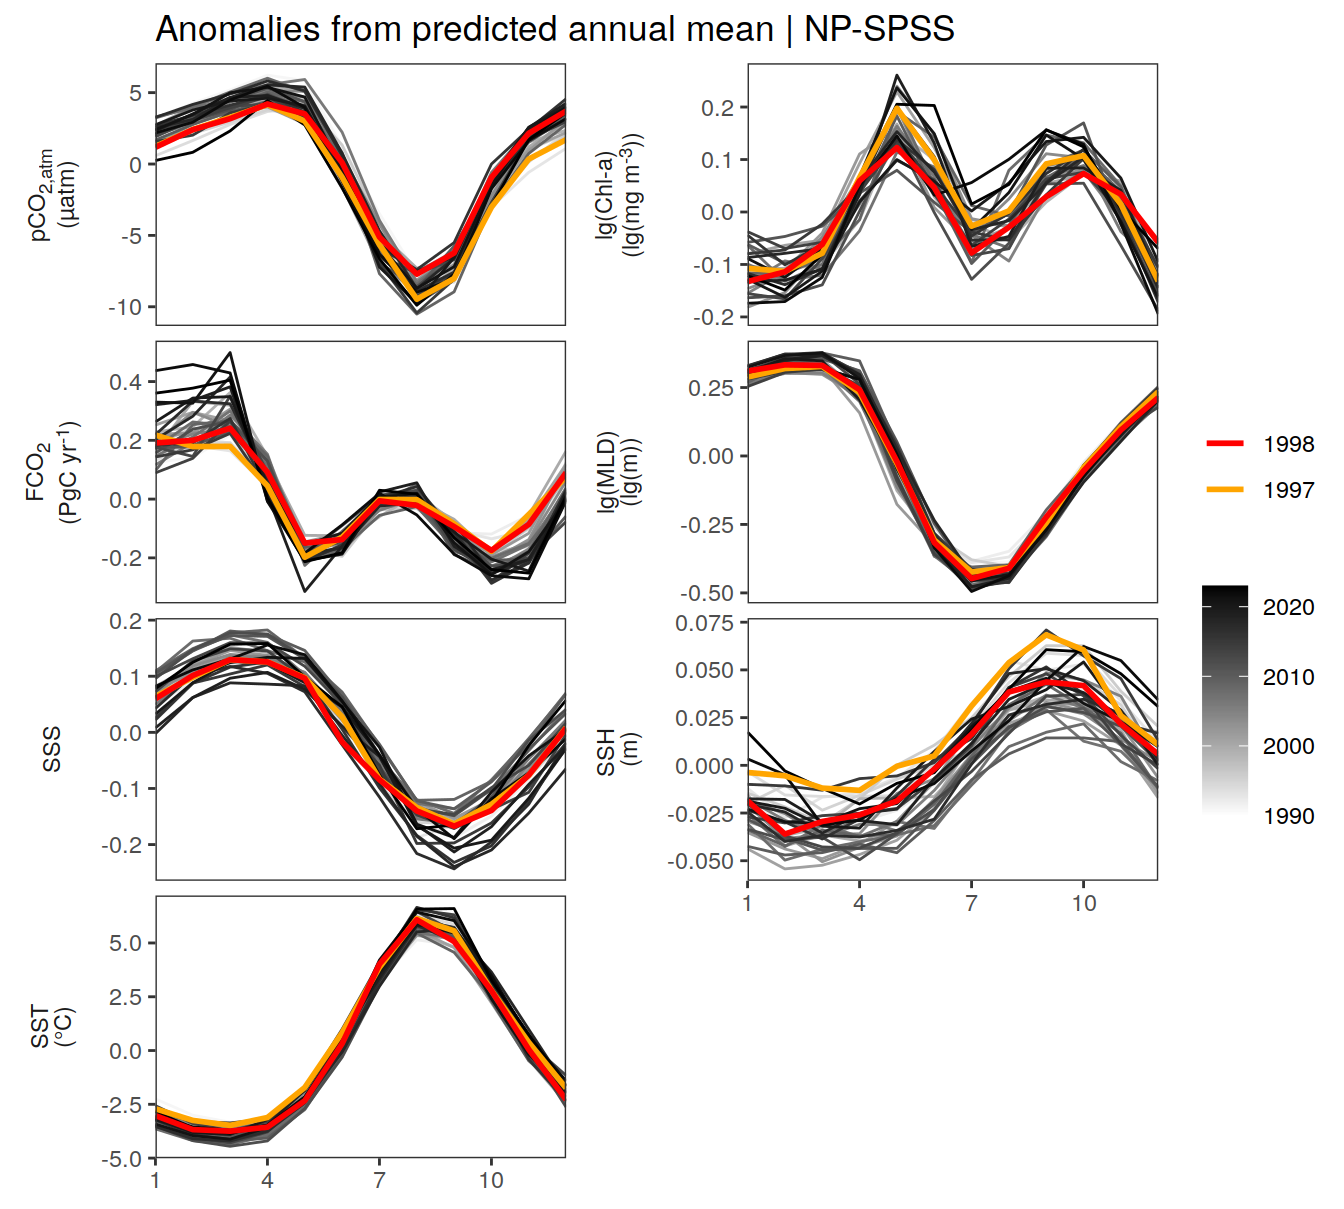 Anomalies from predicted annual mean | NP-SPSS
pCO2,atm
(µatm)
5
0
-5
-10
lg(Chl-a)
(lg(mg m-3))
0.2
0.1
0.0
-0.1
-0.2
FCO2
(PgC yr-1)
0.4
0.2
0.0
-0.2
lg(MLD)
(lg(m))
0.25
0.00
-0.25
-0.50
SSS
0.2
0.1
0.0
-0.1
-0.2
SSH
(m)
0.075
0.050
0.025
0.000
-0.025
-0.050
1 4 7 10
SST
(°C)
5.0
2.5
0.0
-2.5
-5.0
1 4 7 10
1998
1997
2020
2010
2000
1990